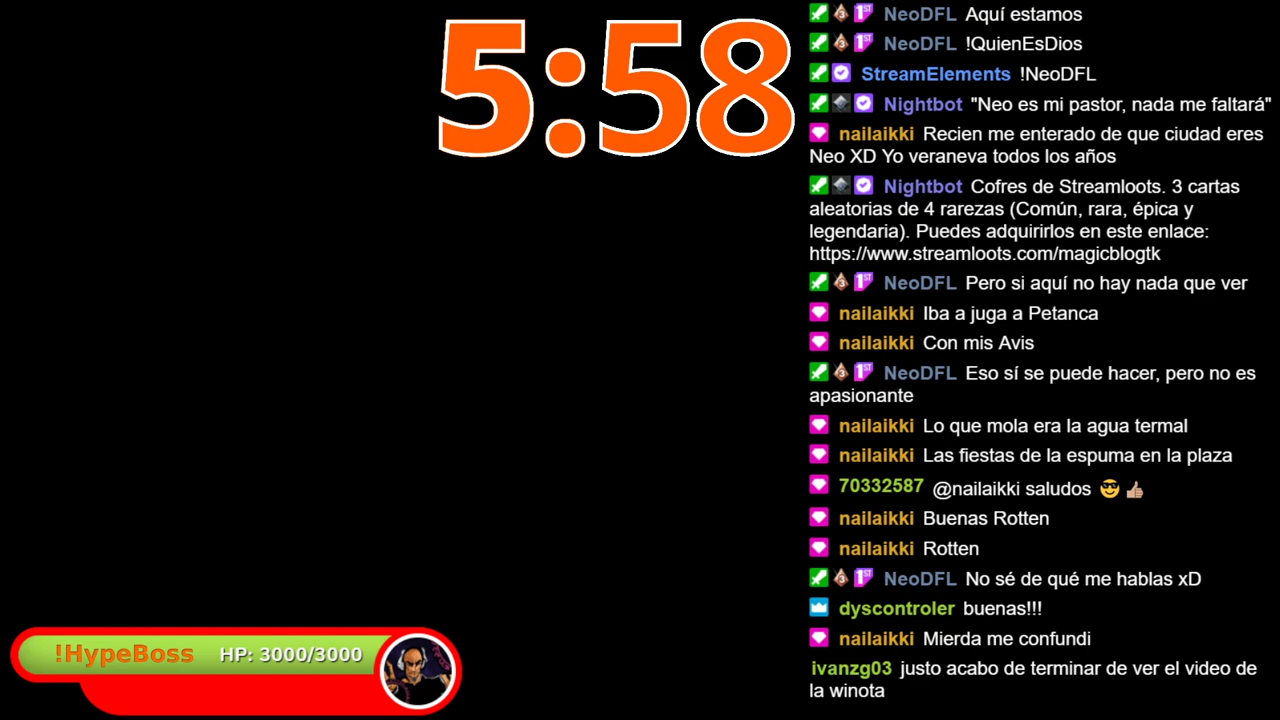 5:58
NeoDFL Aquí estamos
NeoDFL !QuienEsDios
StreamElements !NeoDFL
Nightbot "Neo es mi pastor, nada me faltará"
nailaikki Recien me enterado de que ciudad eres
Neo XD Yo veraneva todos los años
Nightbot Cofres de Streamloots. 3 cartas
aleatorias de 4 rarezas (Común, rara, épica y
legendaria). Puedes adquirirlos en este enlace:
https://www.streamloots.com/magicblogtk
NeoDFL Pero si aquí no hay nada que ver
nailaikki Iba a juga a Petanca
nailaikki Con mis Avis
NeoDFL Eso sí se puede hacer, pero no es
apasionante
nailaikki Lo que mola era la agua termal
nailaikki Las fiestas de la espuma en la plaza
70332587 @nailaikki saludos 😎👍🏼
nailaikki Buenas Rotten
nailaikki Rotten
NeoDFL No sé de qué me hablas xD
dyscontroler buenas!!!
nailaikki Mierda me confundi
ivanzg03 justo acabo de terminar de ver el video de
la winota
!HypeBoss HP: 3000/3000